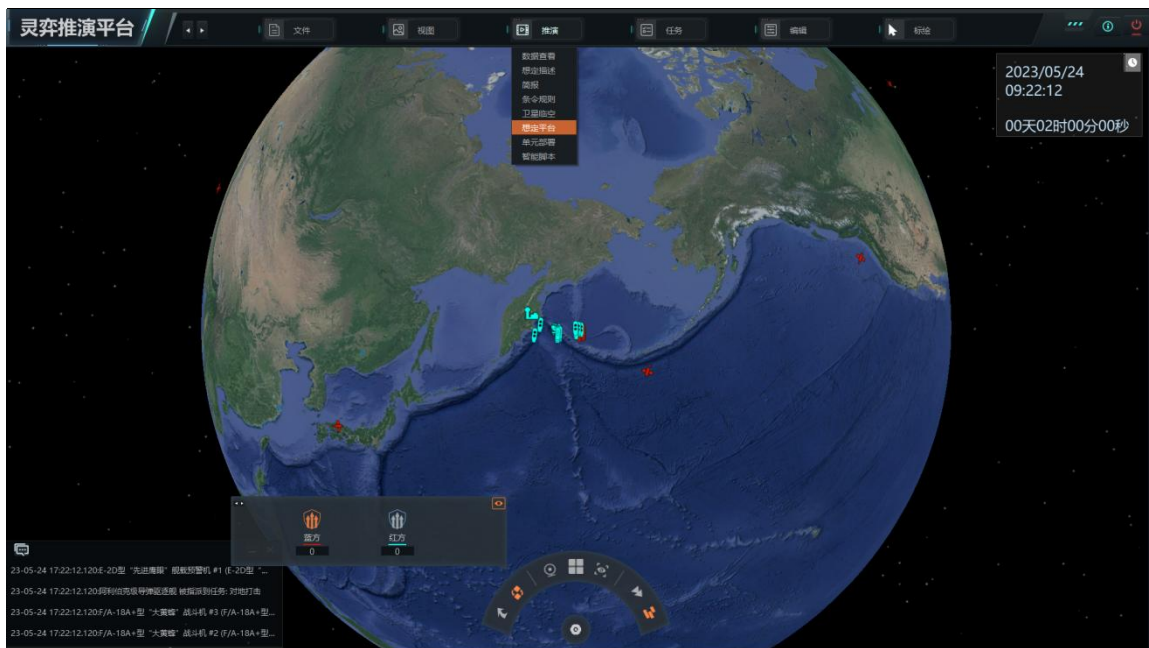 灵弈推演平台
文件
视图
推演
任务
编辑
标绘
数据查看
想定描述
简报
条令规则
卫星临空
想定平台
单元部署
智能脚本
2023/05/24
09:22:12
00天02时00分00秒
蓝方
红方
0
0
23-05-24 17:22:12.120:E-2D型 "先进鹰眼" 舰载预警机 #1 (E-2D型 "...
23-05-24 17:22:12.120:阿利伯克级导弹驱逐舰 被指派到任务: 对地打击
23-05-24 17:22:12.120:F/A-18A+型 "大黄蜂" 战斗机 #3 (F/A-18A+型...
23-05-24 17:22:12.120:F/A-18A+型 "大黄蜂" 战斗机 #2 (F/A-18A+型...